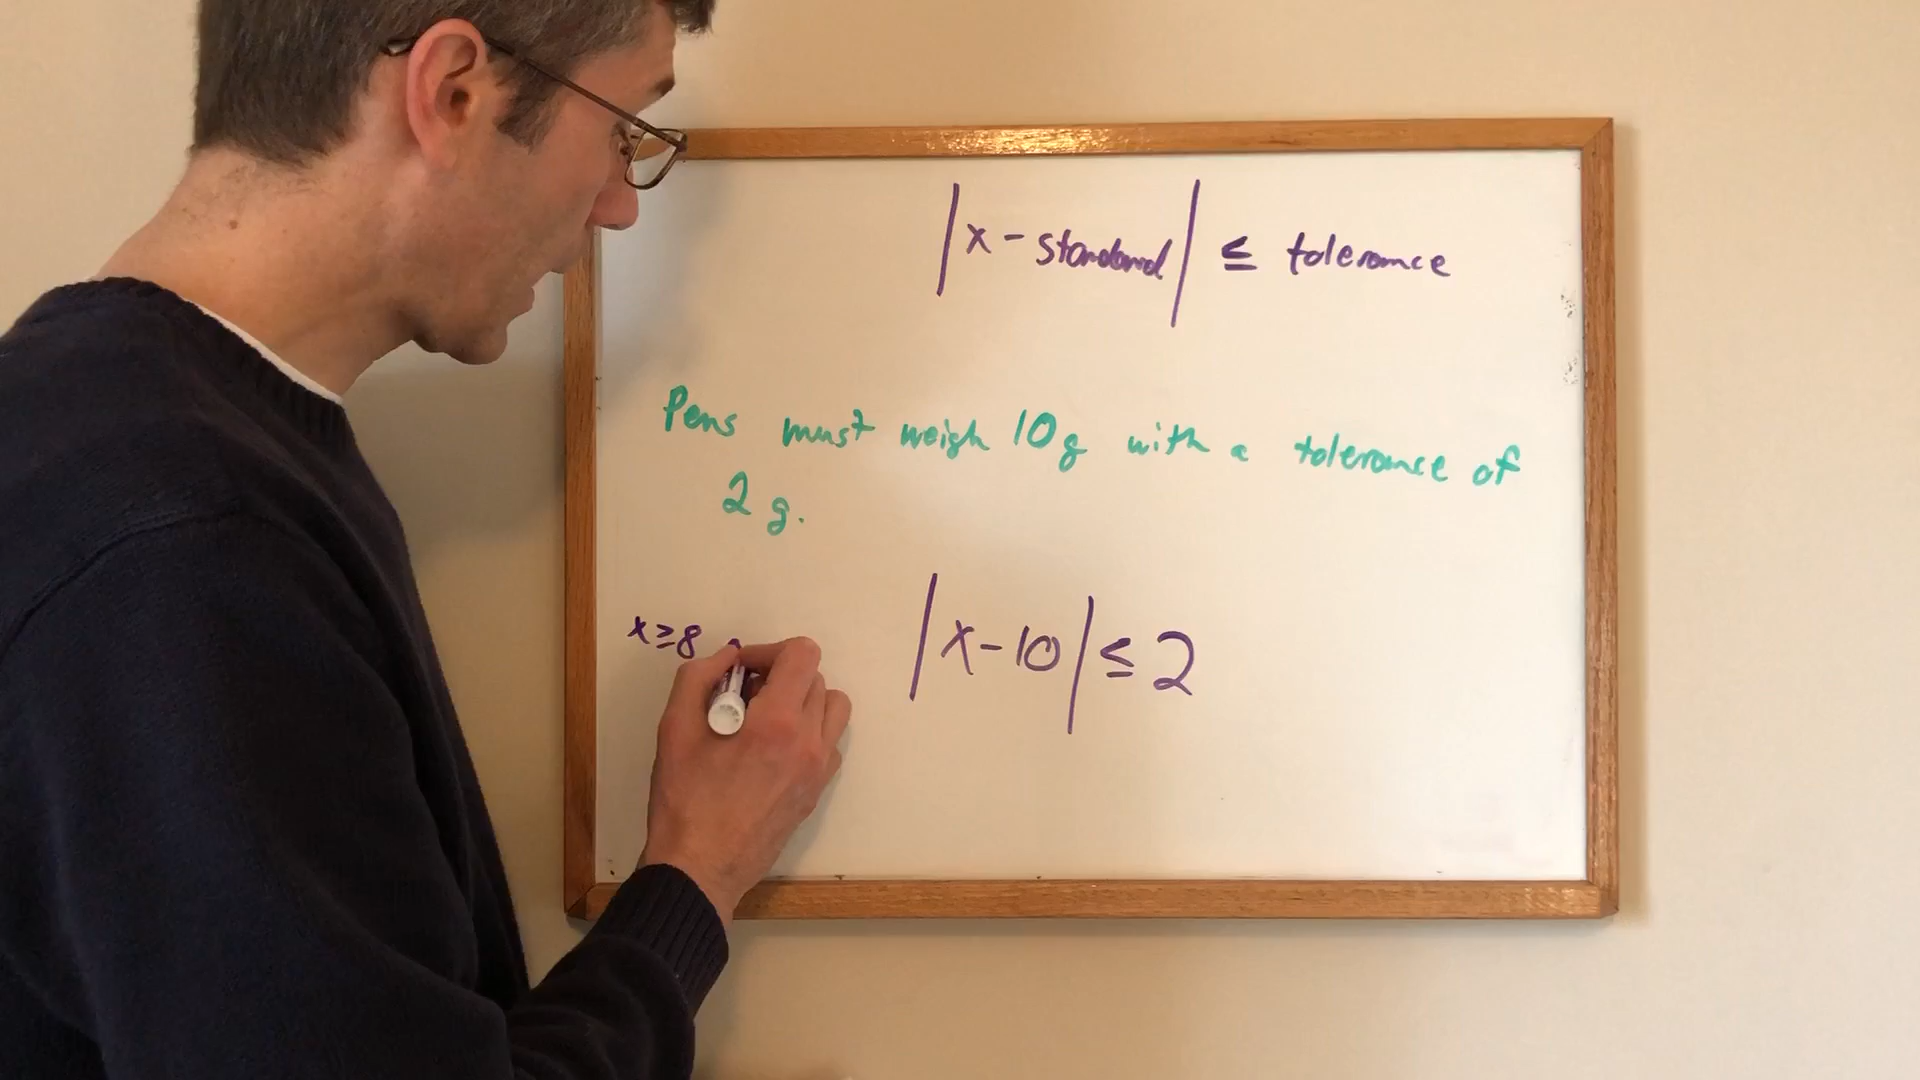 |x - standard| ≤ tolerance
Pens must weigh 10g with a tolerance of
2 g.
x≥8
|x-10| ≤ 2